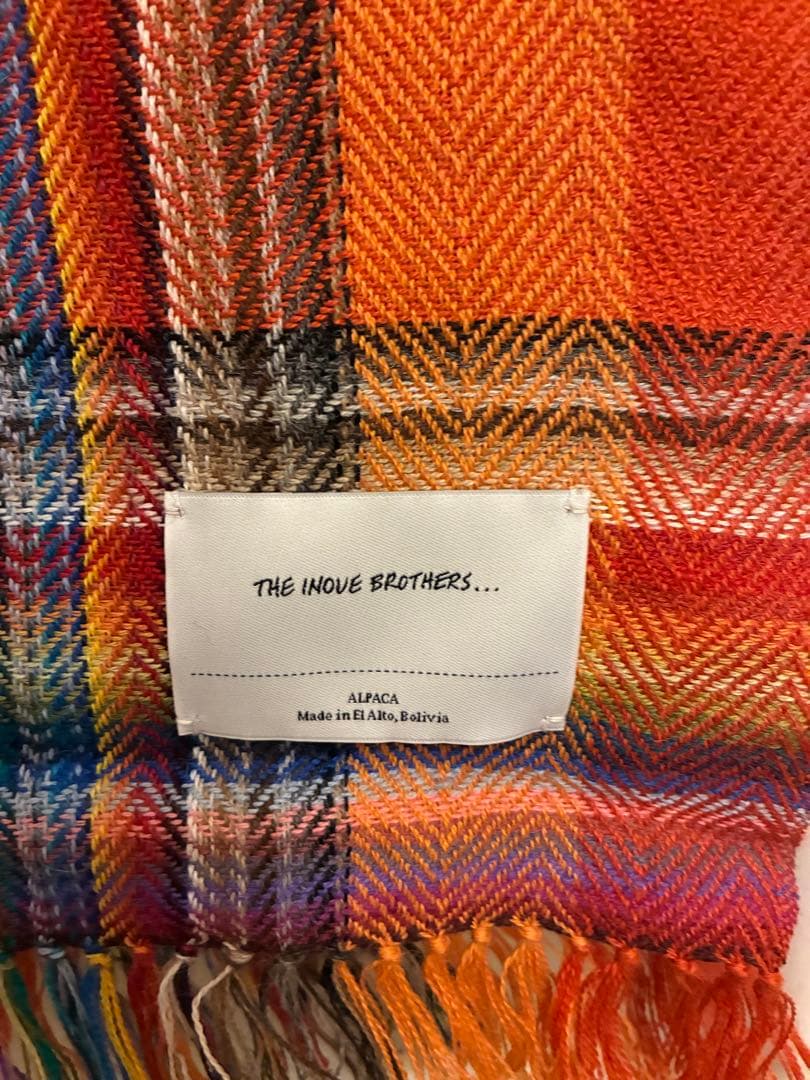 THE INOUE BROTHERS...
ALPACA
Made in El Alto, Bolivia